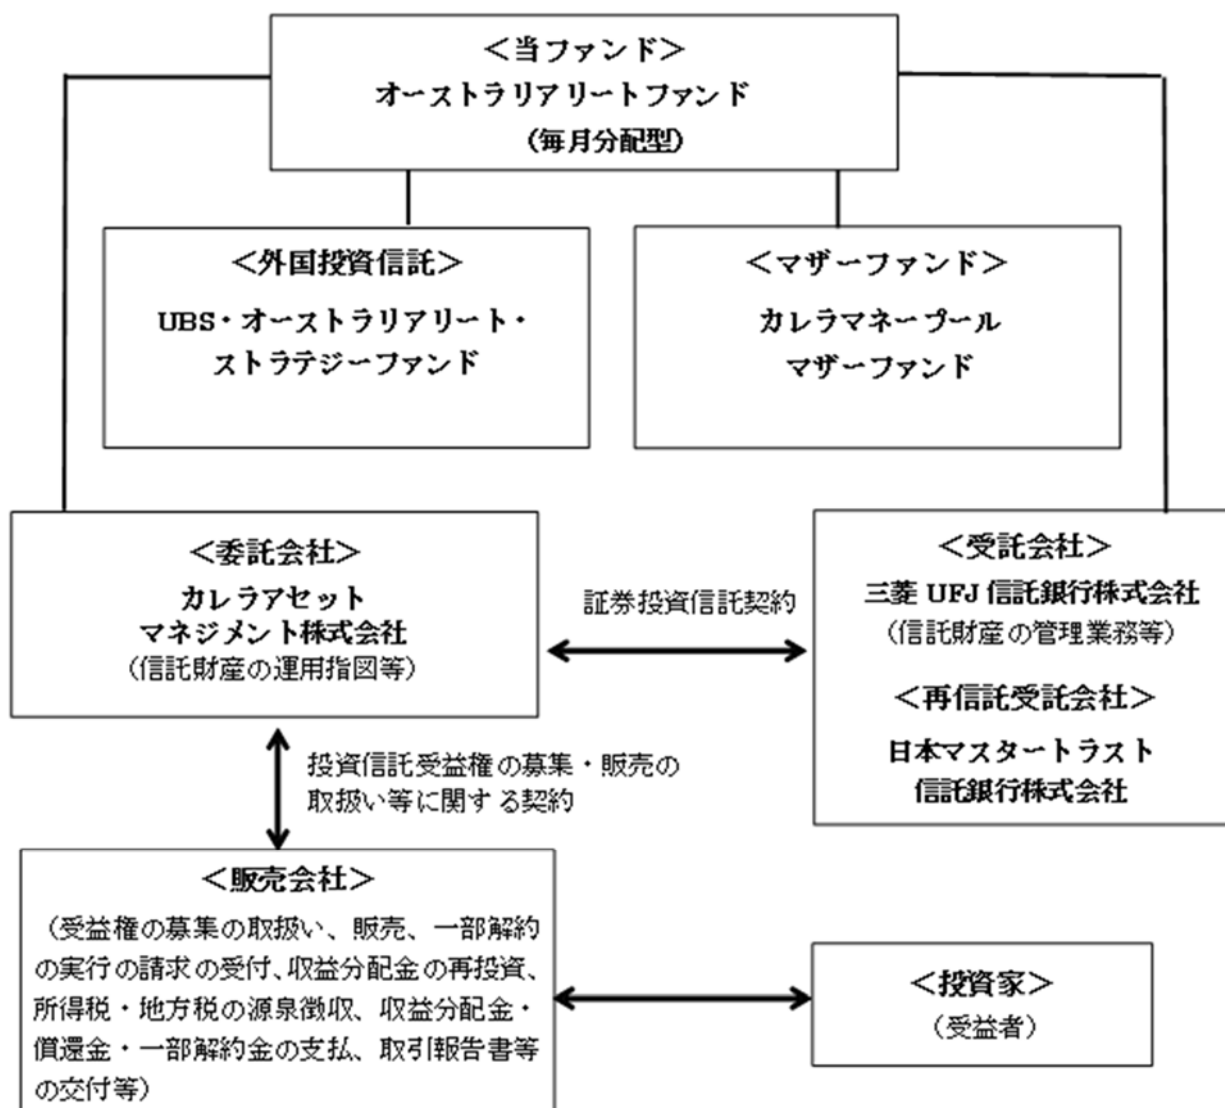 ＜当ファンド＞
オーストラリアリートファンド
（毎月分配型）
＜外国投資信託＞
UBS・オーストラリアリート・
ストラテジーファンド
＜マザーファンド＞
カレラマネープール
マザーファンド
＜委託会社＞
カレラアセット
マネジメント株式会社
（信託財産の運用指図等）
証券投資信託契約
＜受託会社＞
三菱 UFJ 信託銀行株式会社
（信託財産の管理業務等）
＜再信託受託会社＞
日本マスタートラスト
信託銀行株式会社
投資信託受益権の募集・販売の
取扱い等に関する契約
＜販売会社＞
（受益権の募集の取扱い、販売、一部解約
の実行の請求の受付、収益分配金の再投資、
所得税・地方税の源泉徴収、収益分配金・
償還金・一部解約金の支払、取引報告書等
の交付等）
＜投資家＞
（受益者）